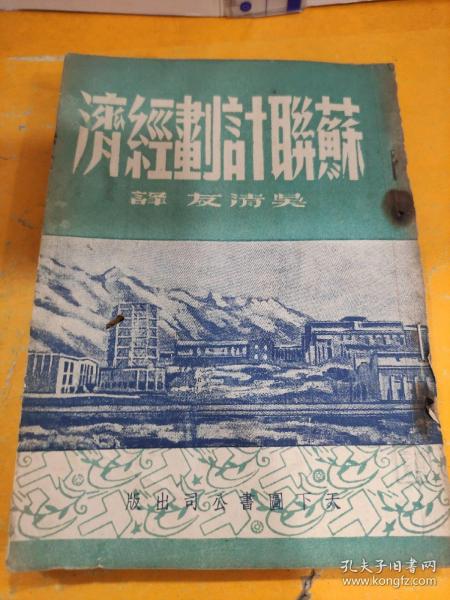 蘇聯計劃經濟
吳清友 譯
天下圖書公司出版
孔夫子旧书网
www.kongfz.com